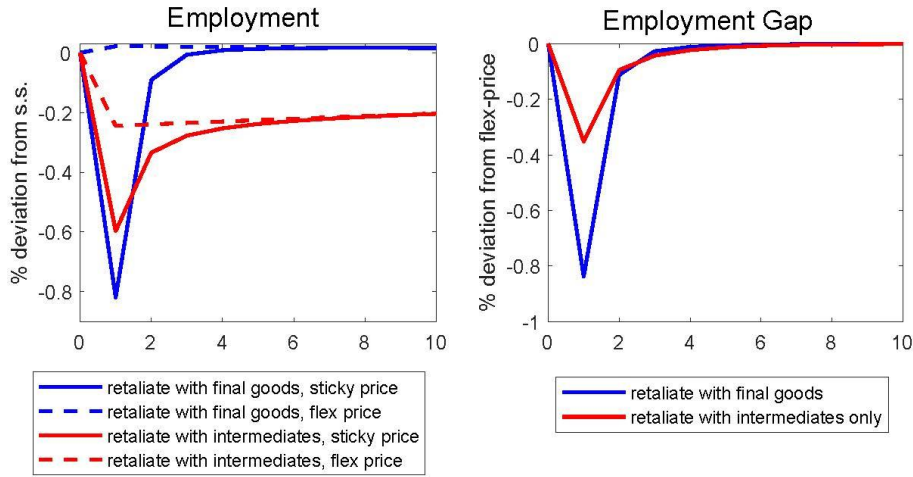 Employment
% deviation from s.s.
0
-0.2
-0.4
-0.6
-0.8
0 2 4 6 8 10
retaliate with final goods, sticky price
retaliate with final goods, flex price
retaliate with intermediates, sticky price
retaliate with intermediates, flex price
Employment Gap
% deviation from flex-price
0
-0.2
-0.4
-0.6
-0.8
-1
0 2 4 6 8 10
retaliate with final goods
retaliate with intermediates only